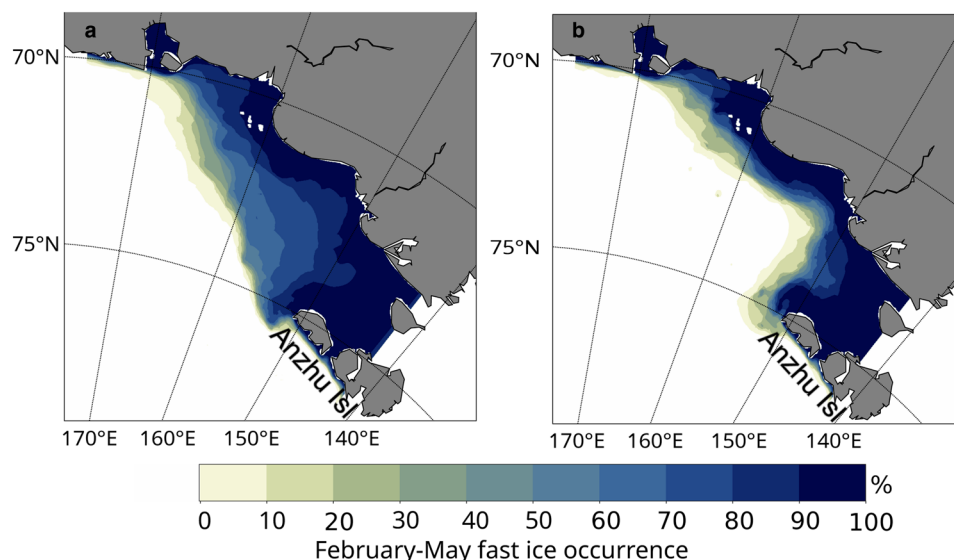 a
b
70°N
70°N
75°N
75°N
Anzhu Isl
Anzhu Isl
170°E 160°E 150°E 140°E
170°E 160°E 150°E 140°E
%
0 10 20 30 40 50 60 70 80 90 100
February-May fast ice occurrence